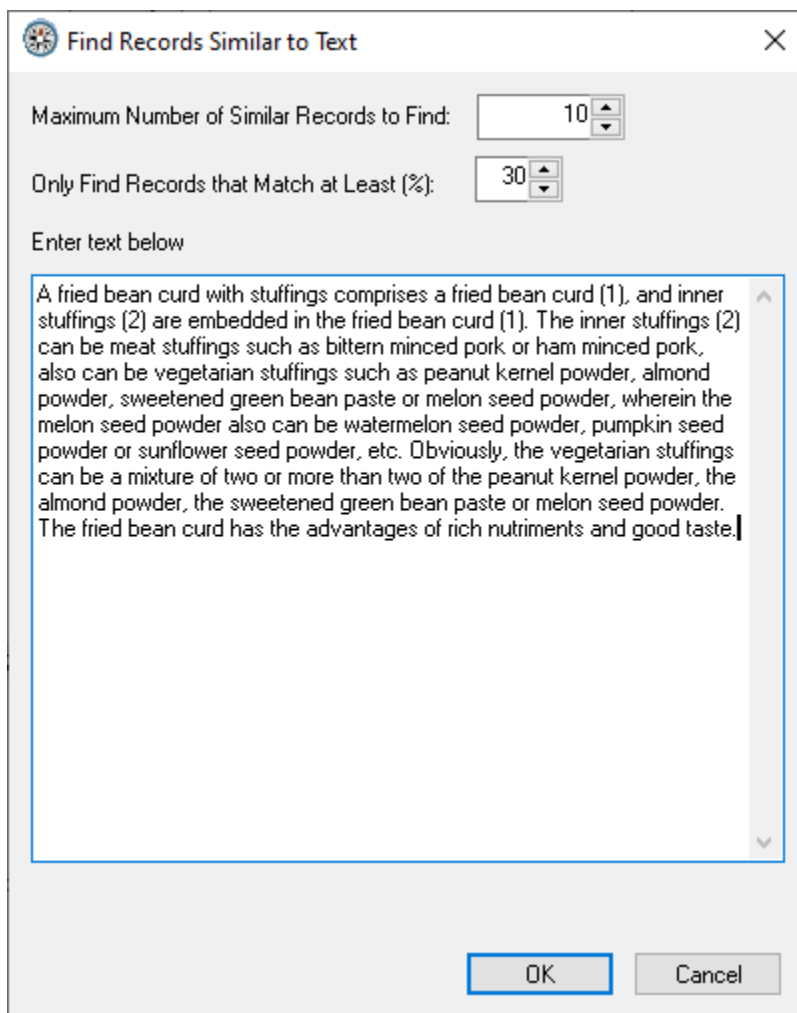 Find Records Similar to Text
Maximum Number of Similar Records to Find: 10
Only Find Records that Match at Least (%): 30
Enter text below
A fried bean curd with stuffings comprises a fried bean curd (1), and inner
stuffings (2) are embedded in the fried bean curd (1). The inner stuffings (2)
can be meat stuffings such as bittern minced pork or ham minced pork,
also can be vegetarian stuffings such as peanut kernel powder, almond
powder, sweetened green bean paste or melon seed powder, wherein the
melon seed powder also can be watermelon seed powder, pumpkin seed
powder or sunflower seed powder, etc. Obviously, the vegetarian stuffings
can be a mixture of two or more than two of the peanut kernel powder, the
almond powder, the sweetened green bean paste or melon seed powder.
The fried bean curd has the advantages of rich nutriments and good taste.
OK Cancel